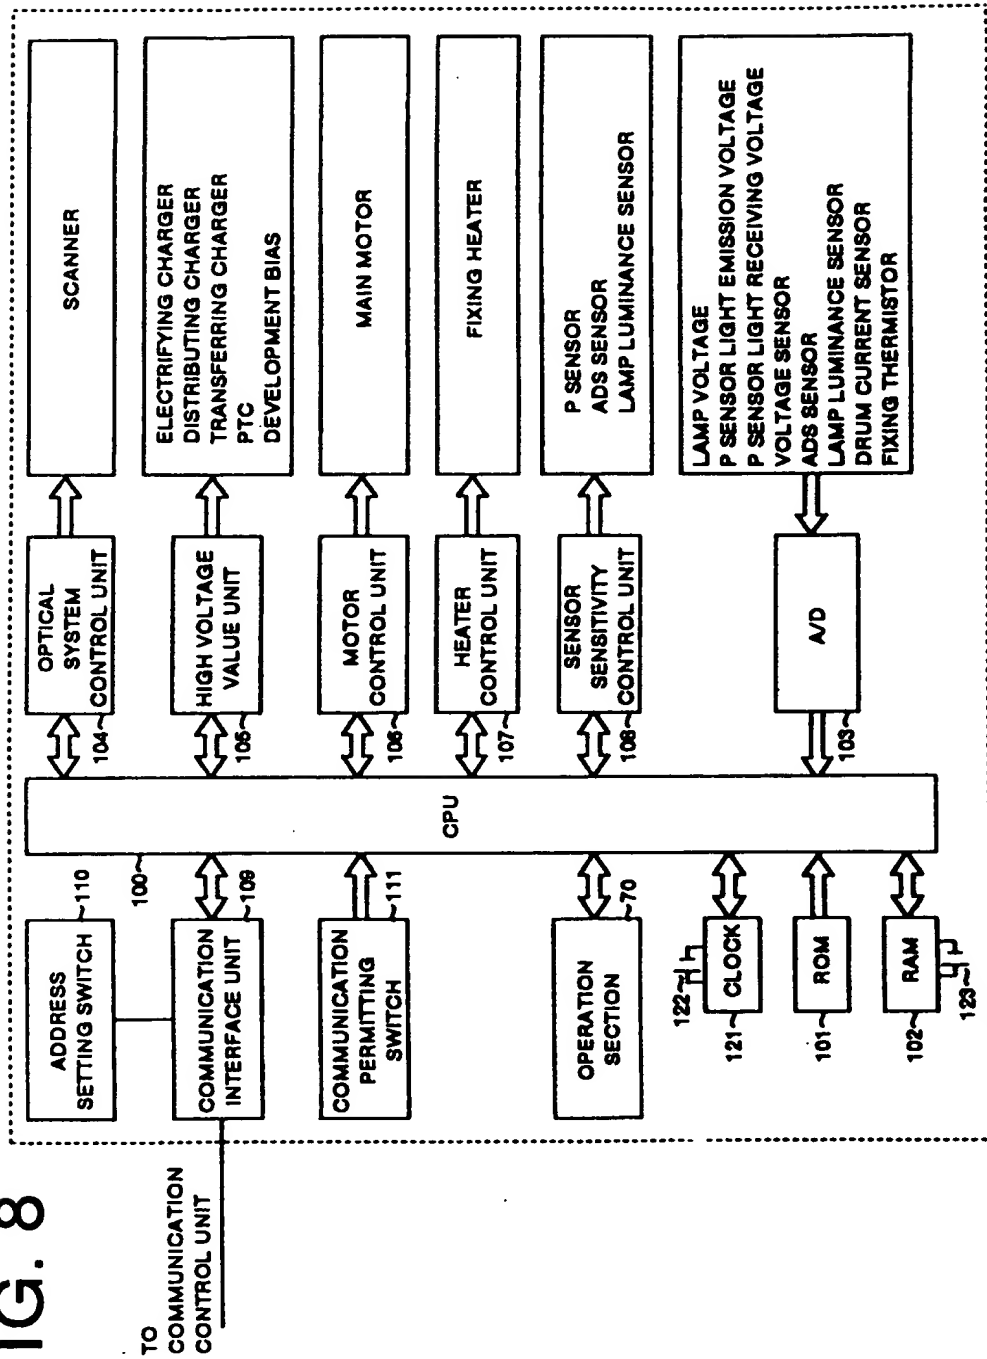 IG. 8
TO
COMMUNICATION
CONTROL UNIT
ADDRESS
SETTING SWITCH
110
COMMUNICATION
INTERFACE UNIT
109
COMMUNICATION
PERMITTING
SWITCH
111
OPERATION
SECTION
70
122
CLOCK
121
ROM
101
RAM
102
123
100
CPU
OPTICAL
SYSTEM
CONTROL UNIT
104
HIGH VOLTAGE
VALUE UNIT
105
MOTOR
CONTROL UNIT
106
HEATER
CONTROL UNIT
107
SENSOR
SENSITIVITY
CONTROL UNIT
108
A/D
103
SCANNER
ELECTRIFYING CHARGER
DISTRIBUTING CHARGER
TRANSFERRING CHARGER
PTC
DEVELOPMENT BIAS
MAIN MOTOR
FIXING HEATER
P SENSOR
ADS SENSOR
LAMP LUMINANCE SENSOR
LAMP VOLTAGE
P SENSOR LIGHT EMISSION VOLTAGE
P SENSOR LIGHT RECEIVING VOLTAGE
VOLTAGE SENSOR
ADS SENSOR
LAMP LUMINANCE SENSOR
DRUM CURRENT SENSOR
FIXING THERMISTOR